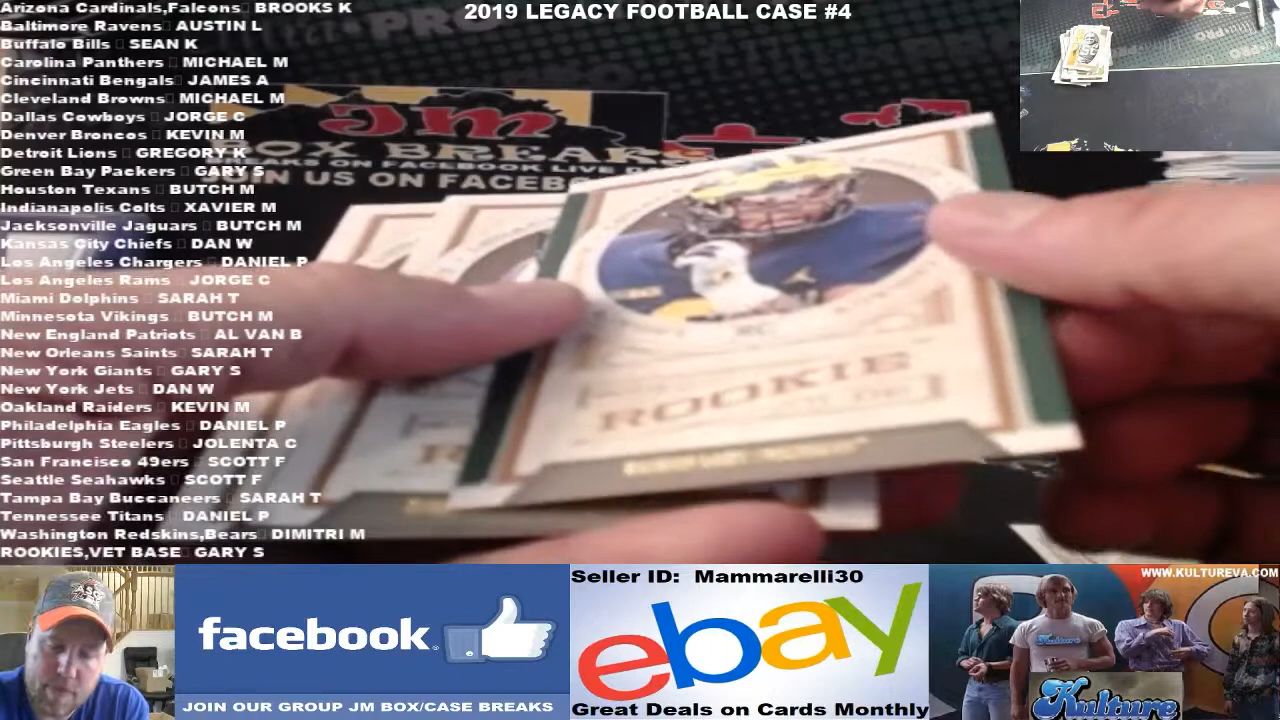 Arizona Cardinals,Falcons BROOKS K
Baltimore Ravens AUSTIN L
Buffalo Bills SEAN K
Carolina Panthers MICHAEL M
Cincinnati Bengals JAMES A
Cleveland Browns MICHAEL M
Dallas Cowboys JORGE C
Denver Broncos KEVIN M
Detroit Lions GREGORY K
Green Bay Packers GARY S
Houston Texans BUTCH M
Indianapolis Colts XAVIER M
Jacksonville Jaguars BUTCH M
Kansas City Chiefs DAN W
Los Angeles Chargers DANIEL P
Los Angeles Rams JORGE C
Miami Dolphins SARAH T
Minnesota Vikings BUTCH M
New England Patriots AL VAN B
New Orleans Saints SARAH T
New York Giants GARY S
New York Jets DAN W
Oakland Raiders KEVIN M
Philadelphia Eagles DANIEL P
Pittsburgh Steelers JOLENTA C
San Francisco 49ers SCOTT F
Seattle Seahawks SCOTT F
Tampa Bay Buccaneers SARAH T
Tennessee Titans DANIEL P
Washington Redskins,Bears DIMITRI M
ROOKIES,VET BASE GARY S
2019 LEGACY FOOTBALL CASE #4
JM
BOX BREAKS
BREAKS ON FACEBOOK LIVE
JOIN US ON FACEB
RC
ROOKIE
facebook
JOIN OUR GROUP JM BOX/CASE BREAKS
Seller ID: Mammarelli30
ebay
Great Deals on Cards Monthly
WWW.KULTUREVA.COM
Kulture
Kulture